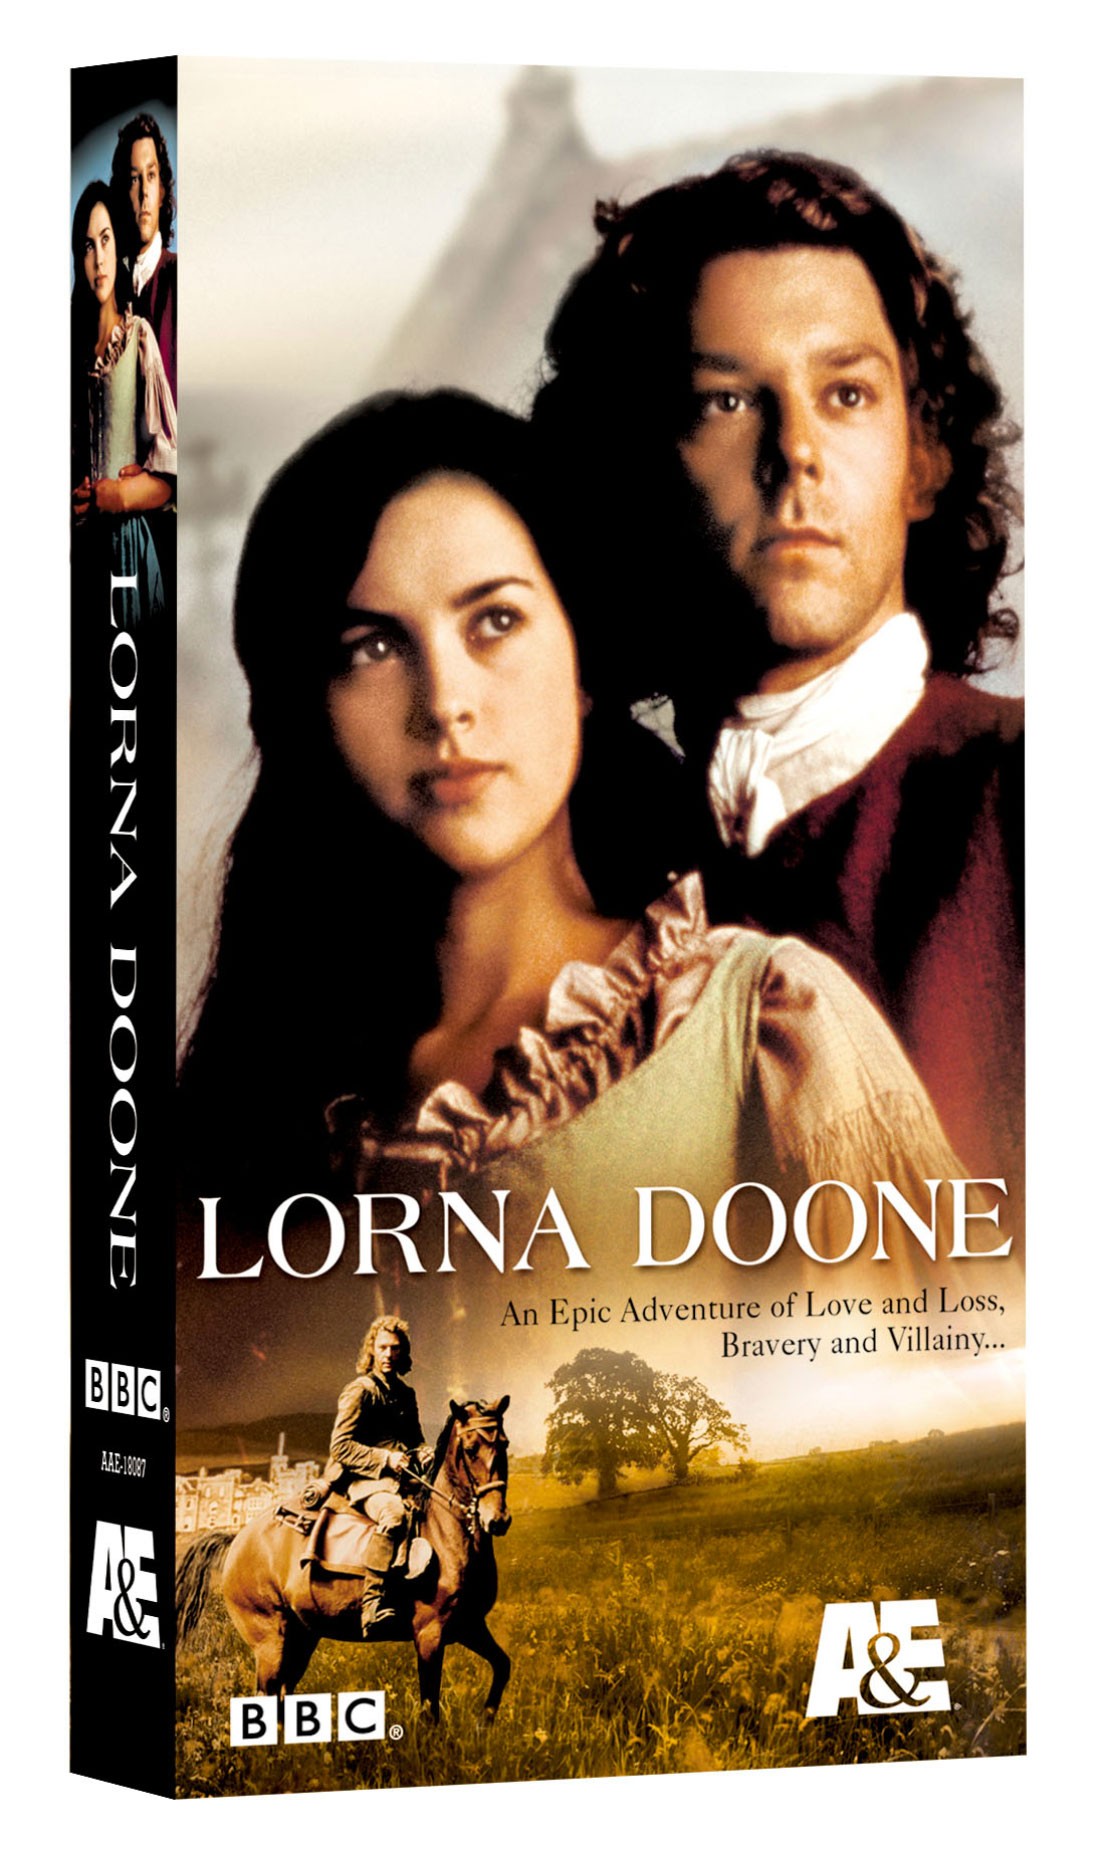 LORNA DOONE
BBC®
AAE-18087
A&E
LORNA DOONE
An Epic Adventure of Love and Loss,
Bravery and Villainy...
BBC®
A&E